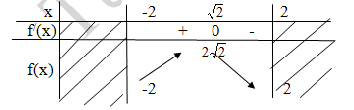 x -2 √2 2
f'(x) + 0 -
2√2
f(x)
-2 2